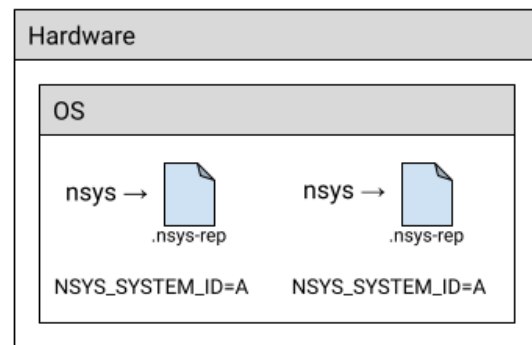 Hardware
OS
nsys → nsys →
.nsys-rep .nsys-rep
NSYS_SYSTEM_ID=A NSYS_SYSTEM_ID=A